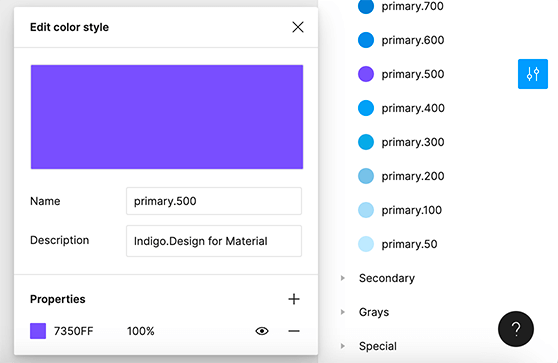 Edit color style
Name
primary.500
Description
Indigo.Design for Material
Properties
7350FF
100%
primary.700
primary.600
primary.500
primary.400
primary.300
primary.200
primary.100
primary.50
Secondary
Grays
Special
?